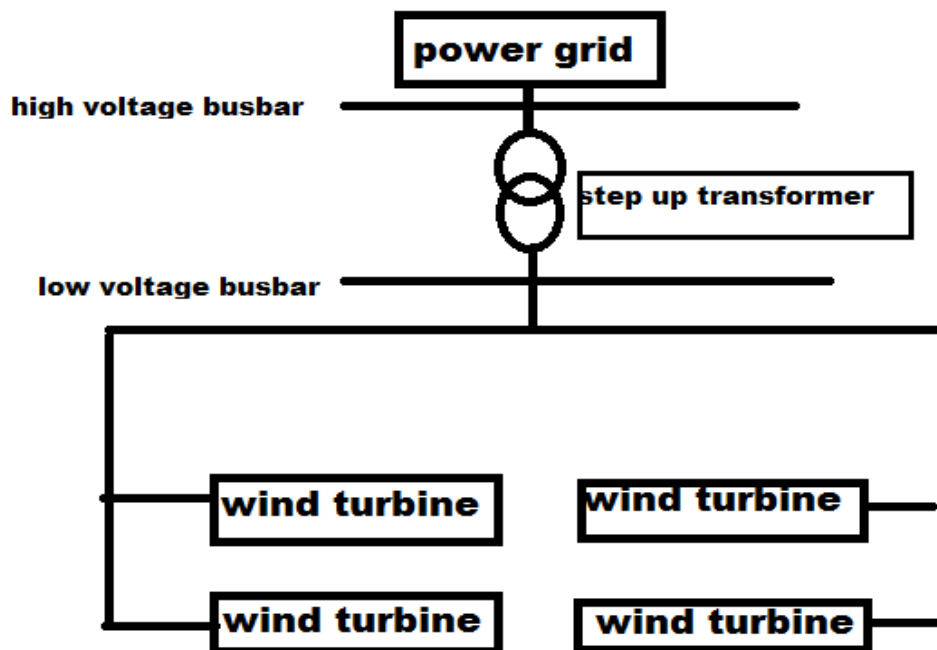 power grid
high voltage busbar
step up transformer
low voltage busbar
wind turbine
wind turbine
wind turbine
wind turbine